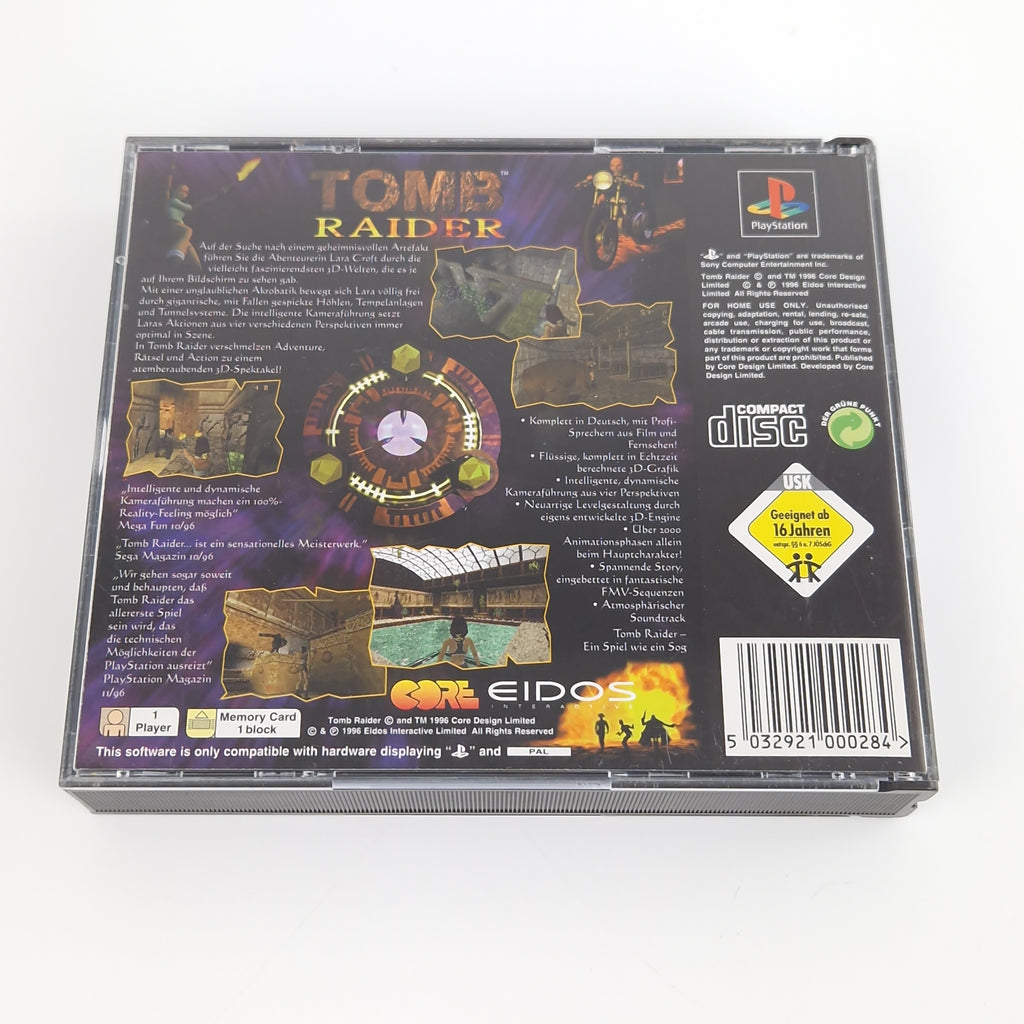 TOMB™
RAIDER
Auf der Suche nach einem geheimnisvollen Artefakt
führen Sie die Abenteurerin Lara Croft durch die
vielleicht faszinierendsten 3D-Welten, die es je
auf Ihrem Bildschirm zu sehen gab.
Mit einer unglaublichen Akrobatik bewegt sich Lara völlig frei
durch gigantische, mit Fallen gespickte Höhlen, Tempelanlagen
und Tunnelsysteme. Die intelligente Kameraführung setzt
Laras Aktionen aus vier verschiedenen Perspektiven immer
optimal in Szene.
In Tomb Raider verschmelzen Adventure,
Rätsel und Action zu einem
atemberaubenden 3D-Spektakel!
„Intelligente und dynamische
Kameraführung machen ein 100%-
Reality-Feeling möglich"
Mega Fun 10/96
„Tomb Raider... ist ein sensationelles Meisterwerk."
Sega Magazin 10/96
„Wir gehen sogar soweit
und behaupten, daß
Tomb Raider das
allererste Spiel
sein wird, das
die technischen
Möglichkeiten der
PlayStation ausreizt"
PlayStation Magazin
11/96
• Komplett in Deutsch, mit Profi-
Sprechern aus Film und
Fernsehen!
• Flüssige, komplett in Echtzeit
berechnete 3D-Grafik
• Intelligente, dynamische
Kameraführung aus vier Perspektiven
• Neuartige Levelgestaltung durch
eigens entwickelte 3D-Engine
• Über 2000
Animationsphasen allein
beim Hauptcharakter!
• Spannende Story,
eingebettet in fantastische
FMV-Sequenzen
• Atmosphärischer
Soundtrack
Tomb Raider –
Ein Spiel wie ein Sog
CORE EIDOS
INTERACTIVE
1
Player
Memory Card
1 block
Tomb Raider © and TM 1996 Core Design Limited
© & ℗ 1996 Eidos Interactive Limited All Rights Reserved
This software is only compatible with hardware displaying " " and PAL
PlayStation
" " and "PlayStation" are trademarks of
Sony Computer Entertainment Inc.
Tomb Raider © and TM 1996 Core Design
Limited © & ℗ 1996 Eidos Interactive
Limited All Rights Reserved
FOR HOME USE ONLY. Unauthorised
copying, adaptation, rental, lending, re-sale,
arcade use, charging for use, broadcast,
cable transmission, public performance,
distribution or extraction of this product or
any trademark or copyright work that forms
part of this product are prohibited. Published
by Core Design Limited. Developed by Core
Design Limited.
COMPACT
disc
DER GRÜNE PUNKT
USK
Geeignet ab
16 Jahren
entspr. §§ 6 u. 7 JÖSchG
5 032921 000284 >